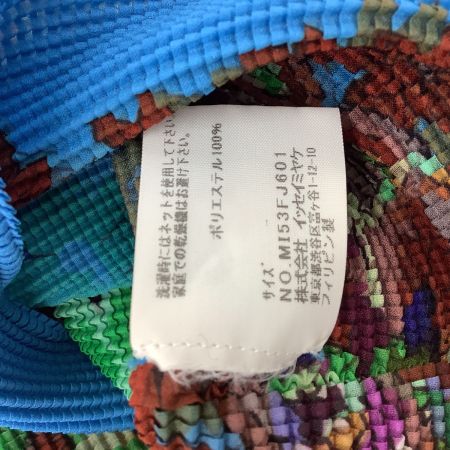 洗濯時にはネットを使用して下さい。
家庭での乾燥機はお避け下さい。
ポリエステル100%
サイズ
NO.MI53FJ601
株式会社 イッセイミヤケ
東京都渋谷区富ヶ谷1-12-10
フィリピン製